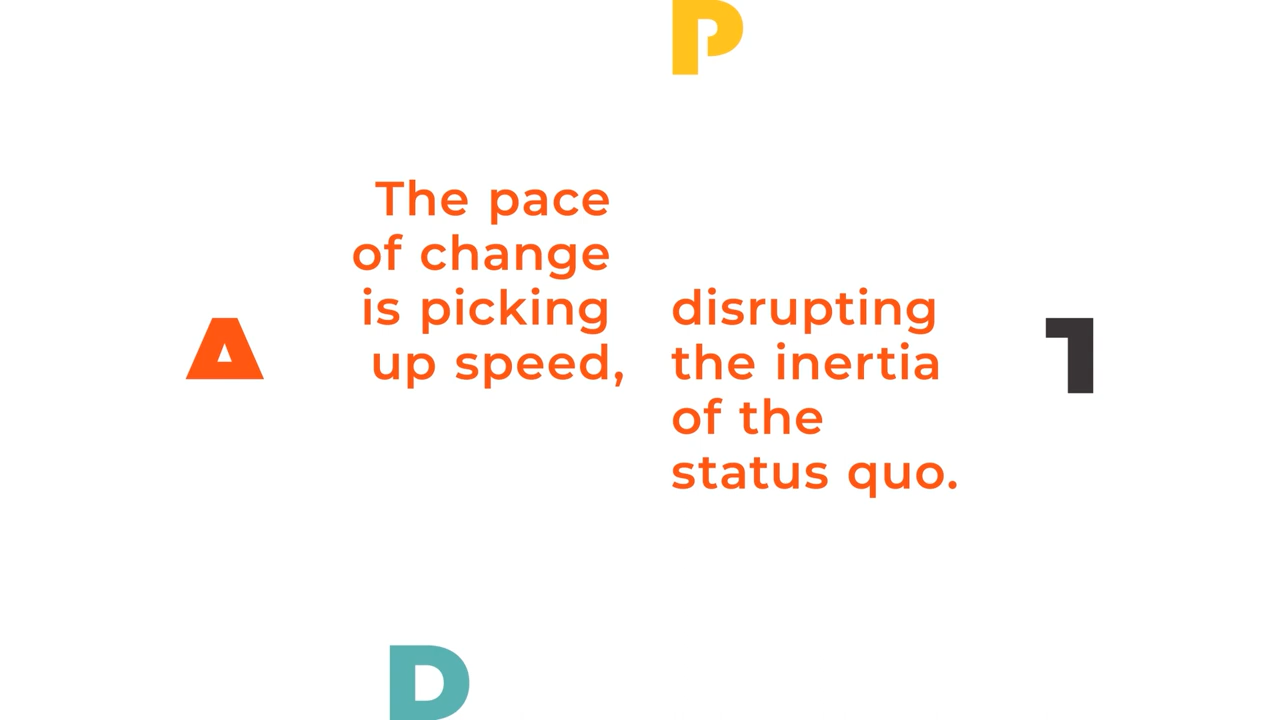 P
The pace
of change
is picking
up speed,
disrupting
the inertia
of the
status quo.
A
D